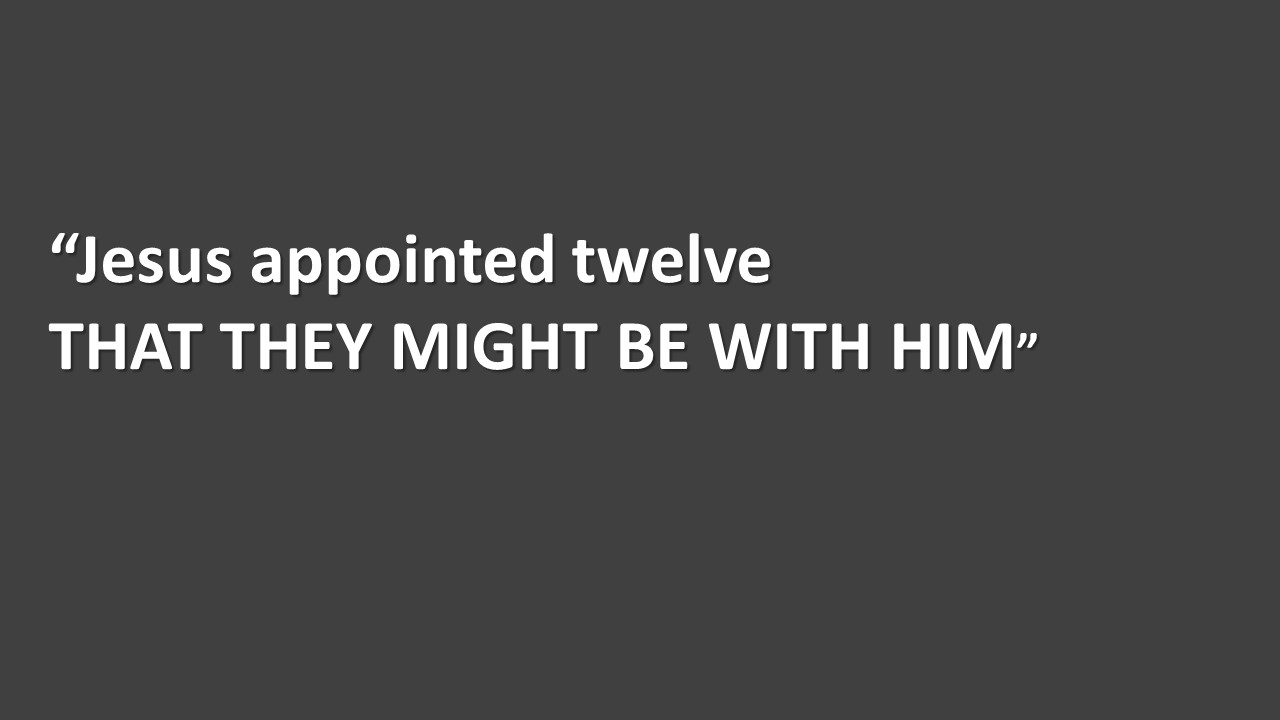 “Jesus appointed twelve
THAT THEY MIGHT BE WITH HIM”